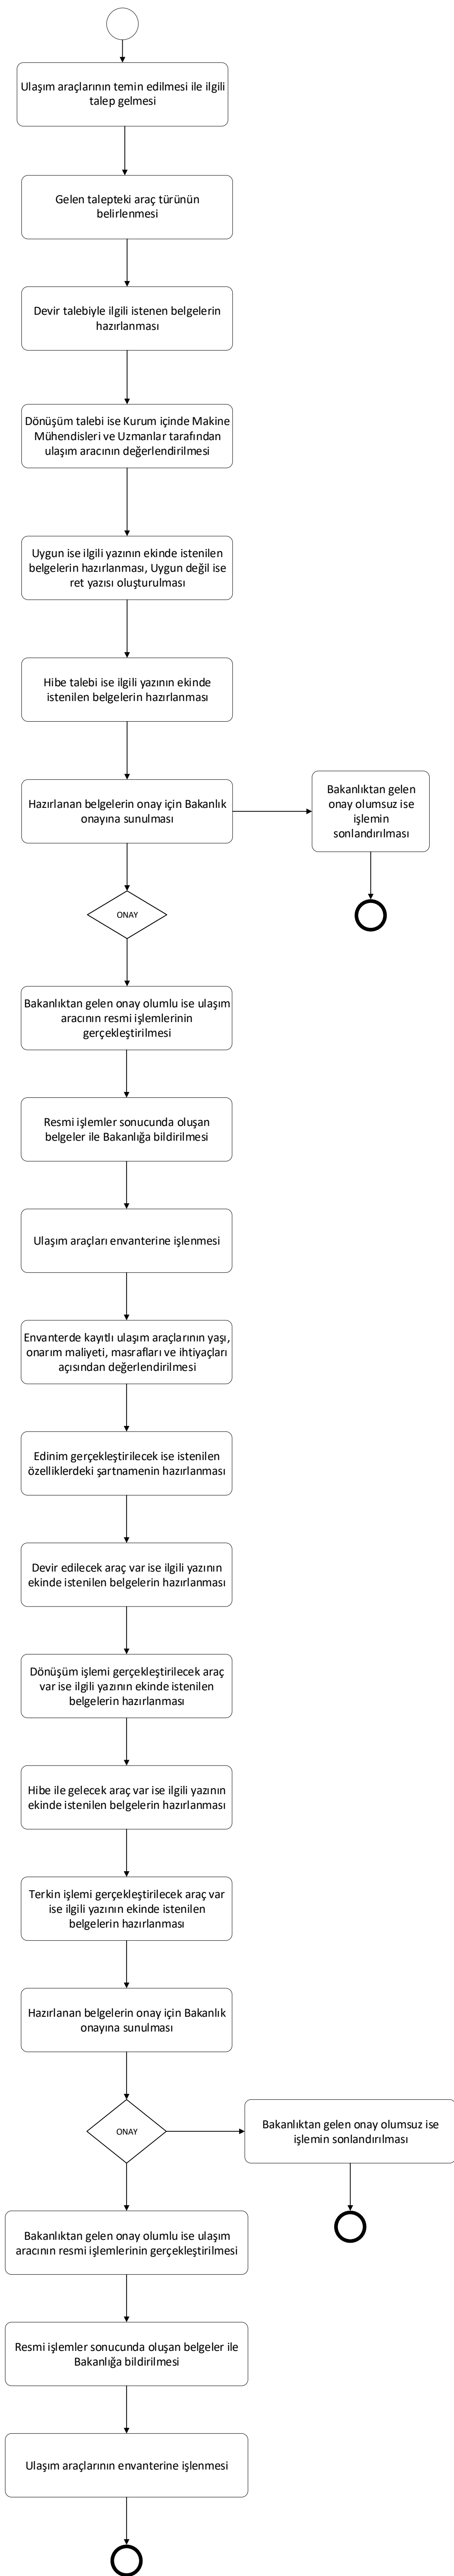 Ulaşım araçlarının temin edilmesi ile ilgili
talep gelmesi
Gelen talepteki araç türünün
belirlenmesi
Devir talebiyle ilgili istenen belgelerin
hazırlanması
Dönüşüm talebi ise Kurum içinde Makine
Mühendisleri ve Uzmanlar tarafından
ulaşım aracının değerlendirilmesi
Uygun ise ilgili yazının ekinde istenilen
belgelerin hazırlanması, Uygun değil ise
ret yazısı oluşturulması
Hibe talebi ise ilgili yazının ekinde
istenilen belgelerin hazırlanması
Hazırlanan belgelerin onay için Bakanlık
onayına sunulması
Bakanlıktan gelen
onay olumsuz ise
işlemin
sonlandırılması
ONAY
Bakanlıktan gelen onay olumlu ise ulaşım
aracının resmi işlemlerinin
gerçekleştirilmesi
Resmi işlemler sonucunda oluşan
belgeler ile Bakanlığa bildirilmesi
Ulaşım araçları envanterine işlenmesi
Envanterde kayıtlı ulaşım araçlarının yaşı,
onarım maliyeti, masrafları ve ihtiyaçları
açısından değerlendirilmesi
Edinim gerçekleştirilecek ise istenilen
özelliklerdeki şartnamenin hazırlanması
Devir edilecek araç var ise ilgili yazının
ekinde istenilen belgelerin hazırlanması
Dönüşüm işlemi gerçekleştirilecek araç
var ise ilgili yazının ekinde istenilen
belgelerin hazırlanması
Hibe ile gelecek araç var ise ilgili yazının
ekinde istenilen belgelerin hazırlanması
Terkin işlemi gerçekleştirilecek araç var
ise ilgili yazının ekinde istenilen
belgelerin hazırlanması
Hazırlanan belgelerin onay için Bakanlık
onayına sunulması
ONAY
Bakanlıktan gelen onay olumsuz ise
işlemin sonlandırılması
Bakanlıktan gelen onay olumlu ise ulaşım
aracının resmi işlemlerinin gerçekleştirilmesi
Resmi işlemler sonucunda oluşan belgeler ile
Bakanlığa bildirilmesi
Ulaşım araçlarının envanterine işlenmesi